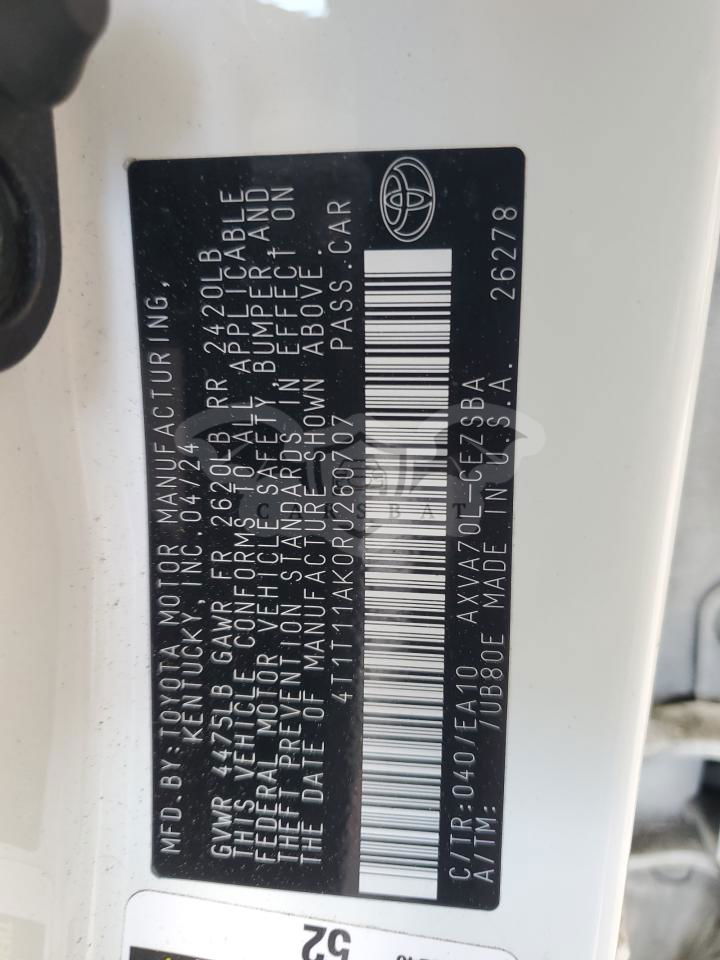 MFD. BY: TOYOTA MOTOR MANUFACTURING,
KENTUCKY, INC. 04/24
GVWR 4475LB GAWR FR 2620LB RR 2420LB
THIS VEHICLE CONFORMS TO ALL APPLICABLE
FEDERAL MOTOR VEHICLE SAFETY, BUMPER, AND
THEFT PREVENTION STANDARDS IN EFFECT ON
THE DATE OF MANUFACTURE SHOWN ABOVE.
4T1T11AK0RU260707 PASS. CAR
C/TR: 040/EA10 AXVA70L-CEZSBA
A/TM: /UB80E MADE IN U.S.A. 26278
CARSBAT
52